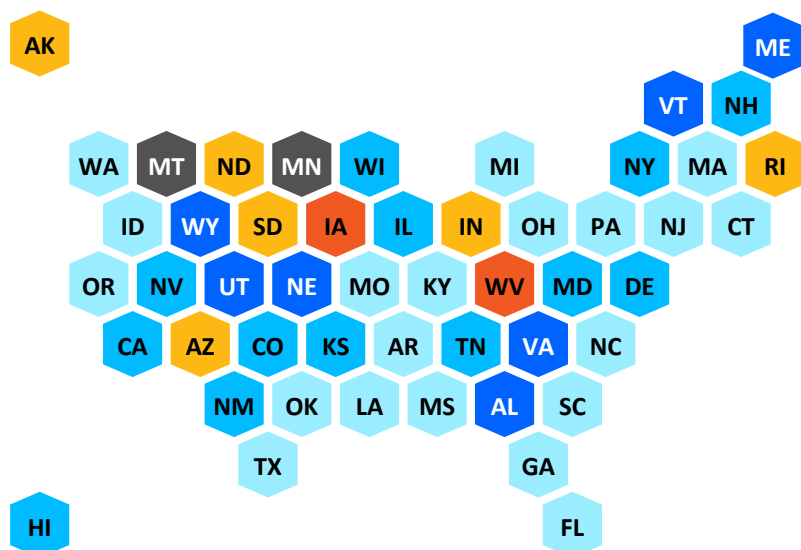 AK
ME
VT NH
WA MT ND MN WI MI NY MA RI
ID WY SD IA IL IN OH PA NJ CT
OR NV UT NE MO KY WV MD DE
CA AZ CO KS AR TN VA NC
NM OK LA MS AL SC
TX GA
HI FL